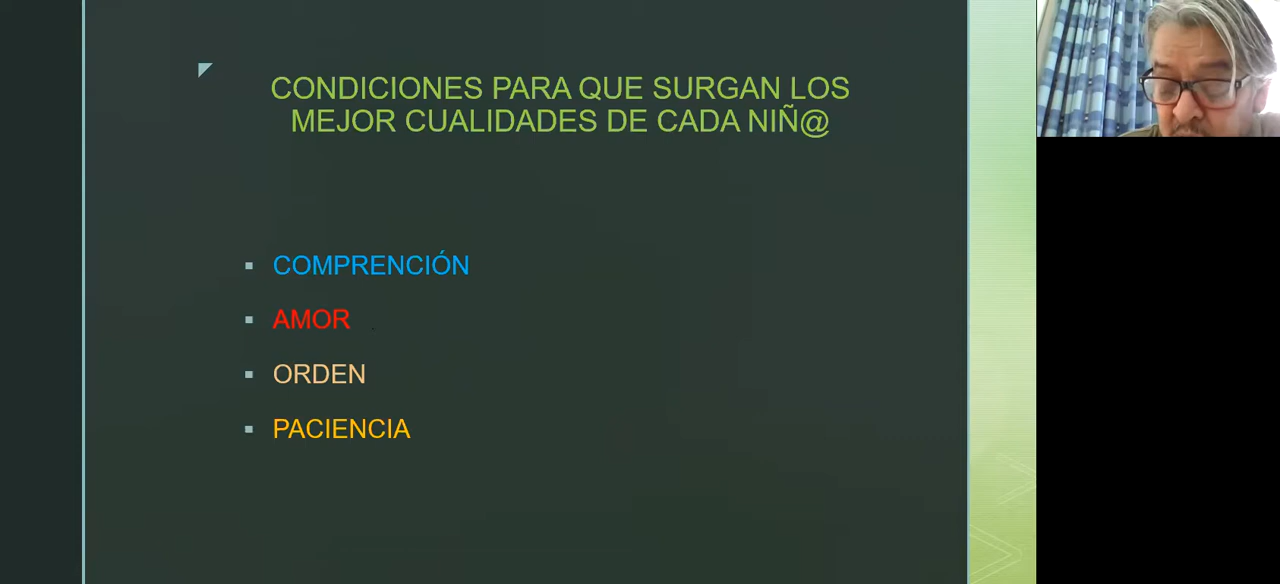 CONDICIONES PARA QUE SURGAN LOS
MEJOR CUALIDADES DE CADA NIÑ@
COMPRENCIÓN
AMOR
ORDEN
PACIENCIA